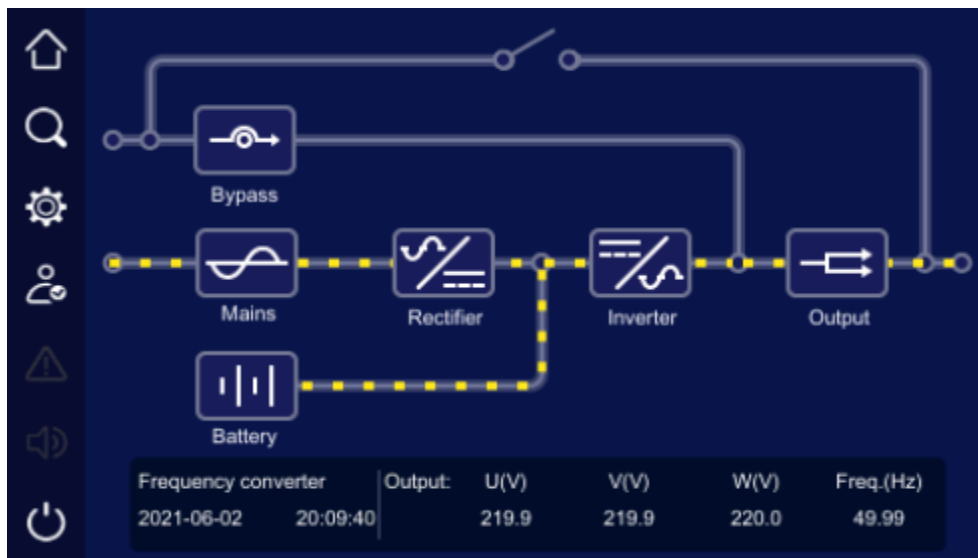 Bypass
Mains
Rectifier
Inverter
Output
Battery
Frequency converter Output: U(V) V(V) W(V) Freq.(Hz)
2021-06-02 20:09:40 219.9 219.9 220.0 49.99